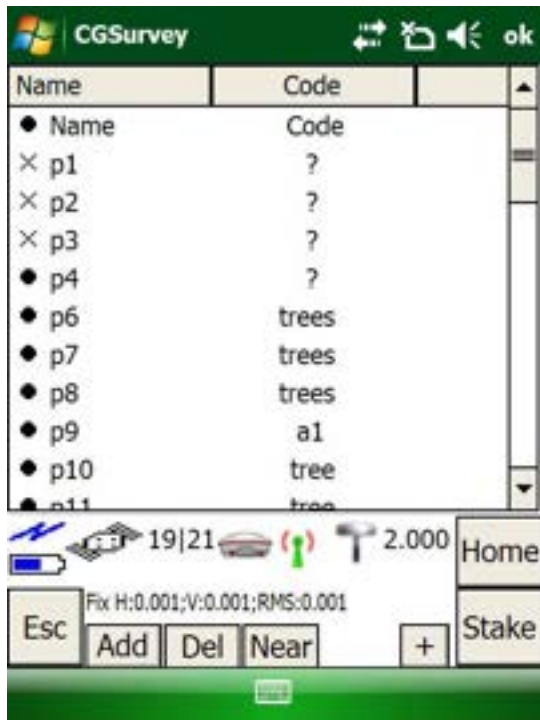 CGSurvey ok
Name Code
Name Code
p1 ?
p2 ?
p3 ?
p4 ?
p6 trees
p7 trees
p8 trees
p9 a1
p10 tree
p11 tree
19|21 2.000 Home
Fix H:0.001;V:0.001;RMS:0.001
Esc Add Del Near + Stake